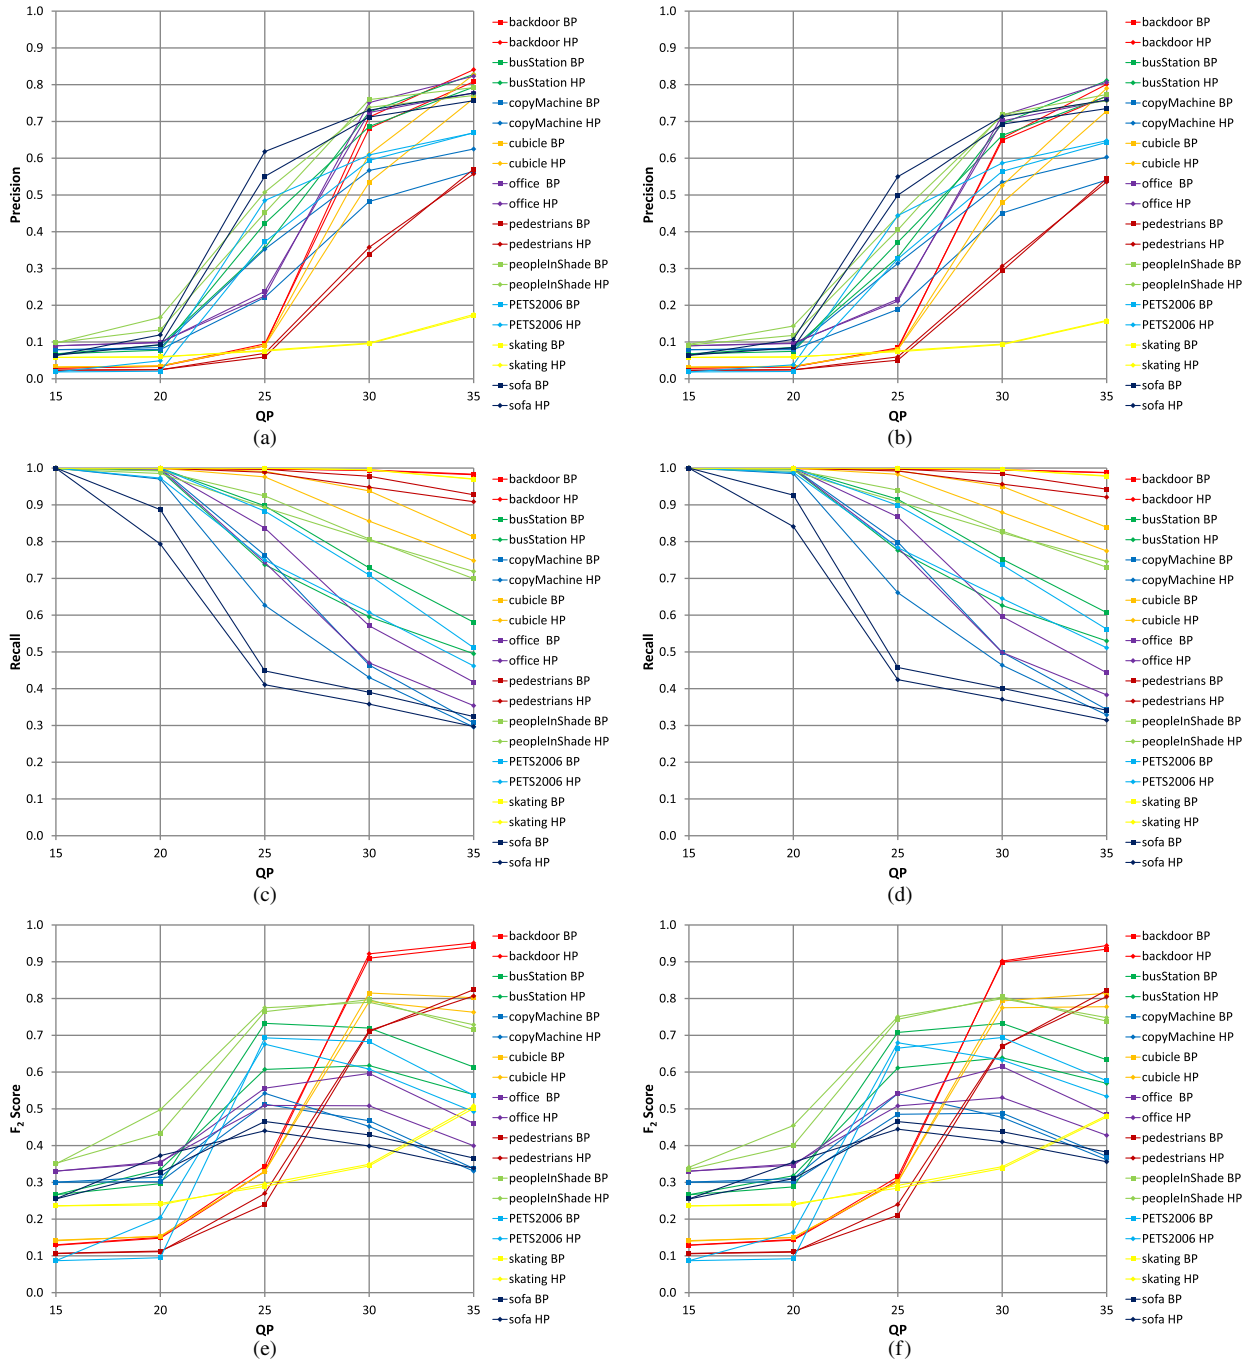 1.0
0.9
0.8
0.7
0.6
0.5
0.4
0.3
0.2
0.1
0.0
Precision
15 20 25 30 35
QP
backdoor BP
backdoor HP
busStation BP
busStation HP
copyMachine BP
copyMachine HP
cubicle BP
cubicle HP
office BP
office HP
pedestrians BP
pedestrians HP
peopleInShade BP
peopleInShade HP
PETS2006 BP
PETS2006 HP
skating BP
skating HP
sofa BP
sofa HP
(a)
1.0
0.9
0.8
0.7
0.6
0.5
0.4
0.3
0.2
0.1
0.0
Precision
15 20 25 30 35
QP
backdoor BP
backdoor HP
busStation BP
busStation HP
copyMachine BP
copyMachine HP
cubicle BP
cubicle HP
office BP
office HP
pedestrians BP
pedestrians HP
peopleInShade BP
peopleInShade HP
PETS2006 BP
PETS2006 HP
skating BP
skating HP
sofa BP
sofa HP
(b)
1.0
0.9
0.8
0.7
0.6
0.5
0.4
0.3
0.2
0.1
0.0
Recall
15 20 25 30 35
QP
backdoor BP
backdoor HP
busStation BP
busStation HP
copyMachine BP
copyMachine HP
cubicle BP
cubicle HP
office BP
office HP
pedestrians BP
pedestrians HP
peopleInShade BP
peopleInShade HP
PETS2006 BP
PETS2006 HP
skating BP
skating HP
sofa BP
sofa HP
(c)
1.0
0.9
0.8
0.7
0.6
0.5
0.4
0.3
0.2
0.1
0.0
Recall
15 20 25 30 35
QP
backdoor BP
backdoor HP
busStation BP
busStation HP
copyMachine BP
copyMachine HP
cubicle BP
cubicle HP
office BP
office HP
pedestrians BP
pedestrians HP
peopleInShade BP
peopleInShade HP
PETS2006 BP
PETS2006 HP
skating BP
skating HP
sofa BP
sofa HP
(d)
1.0
0.9
0.8
0.7
0.6
0.5
0.4
0.3
0.2
0.1
0.0
F₂ Score
15 20 25 30 35
QP
backdoor BP
backdoor HP
busStation BP
busStation HP
copyMachine BP
copyMachine HP
cubicle BP
cubicle HP
office BP
office HP
pedestrians BP
pedestrians HP
peopleInShade BP
peopleInShade HP
PETS2006 BP
PETS2006 HP
skating BP
skating HP
sofa BP
sofa HP
(e)
1.0
0.9
0.8
0.7
0.6
0.5
0.4
0.3
0.2
0.1
0.0
F₂ Score
15 20 25 30 35
QP
backdoor BP
backdoor HP
busStation BP
busStation HP
copyMachine BP
copyMachine HP
cubicle BP
cubicle HP
office BP
office HP
pedestrians BP
pedestrians HP
peopleInShade BP
peopleInShade HP
PETS2006 BP
PETS2006 HP
skating BP
skating HP
sofa BP
sofa HP
(f)